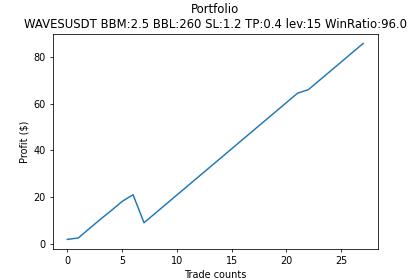 Portfolio
WAVESUSDT BBM:2.5 BBL:260 SL:1.2 TP:0.4 lev:15 WinRatio:96.0
80
60
40
20
0
Profit ($)
0 5 10 15 20 25
Trade counts